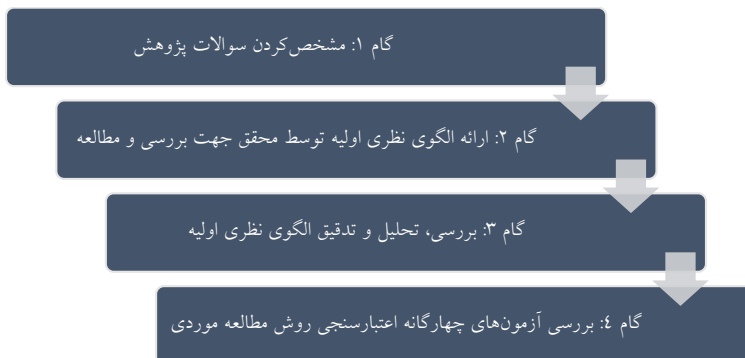 گام ۱: مشخص‌کردن سوالات پژوهش
گام ۲: ارائه الگوی نظری اولیه توسط محقق جهت بررسی و مطالعه
گام ۳: بررسی، تحلیل و تدقیق الگوی نظری اولیه
گام ٤: بررسی آزمون‌های چهارگانه اعتبارسنجی روش مطالعه موردی